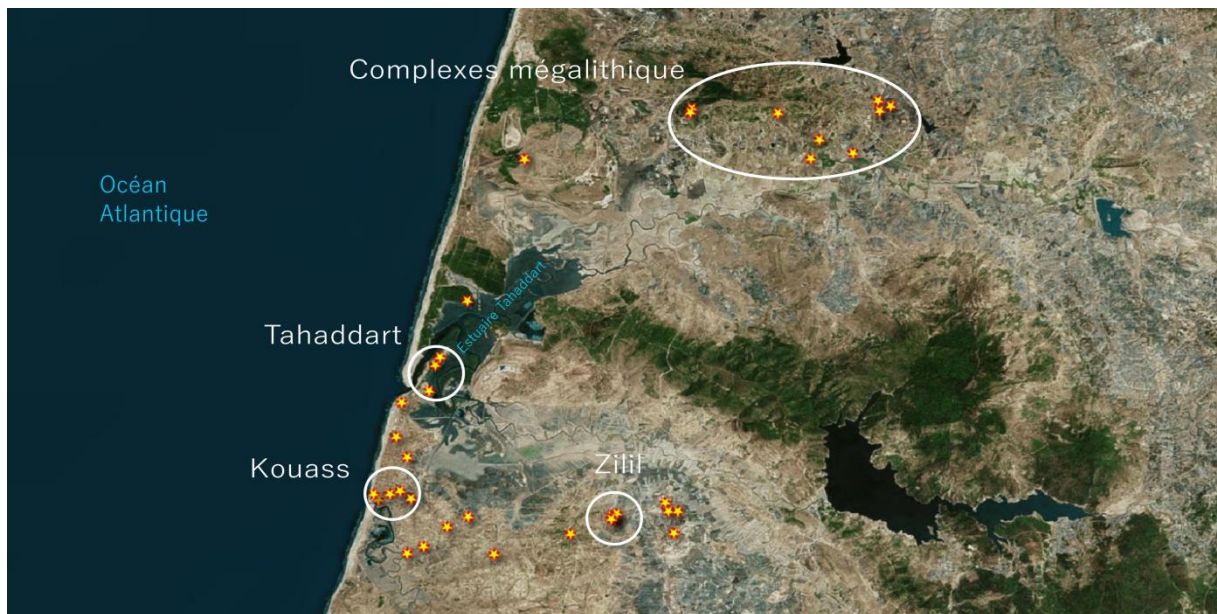 Complexes mégalithique
Océan
Atlantique
Estuaire Tahaddart
Tahaddart
Kouass
Zilil